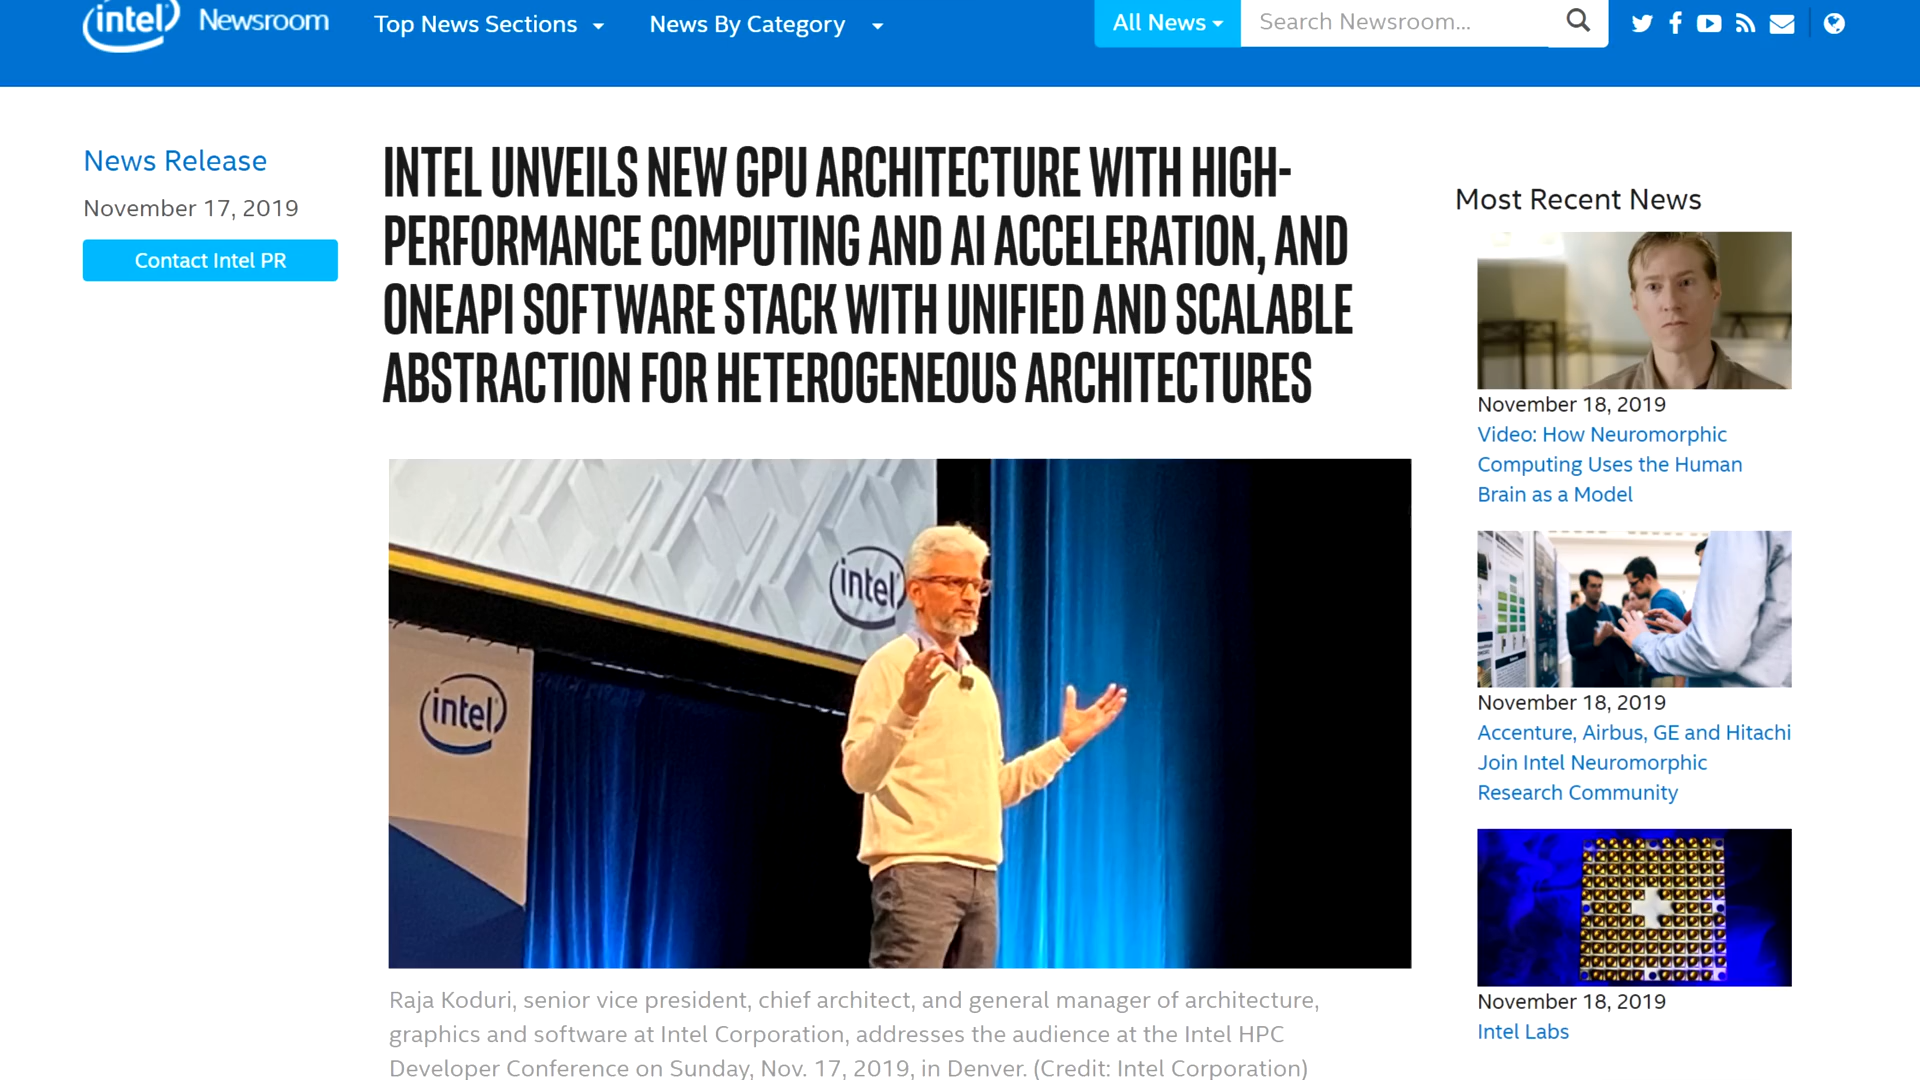 intel Newsroom
Top News Sections
News By Category
All News
Search Newsroom...
News Release
November 17, 2019
Contact Intel PR
INTEL UNVEILS NEW GPU ARCHITECTURE WITH HIGH-
PERFORMANCE COMPUTING AND AI ACCELERATION, AND
ONEAPI SOFTWARE STACK WITH UNIFIED AND SCALABLE
ABSTRACTION FOR HETEROGENEOUS ARCHITECTURES
intel
intel
Raja Koduri, senior vice president, chief architect, and general manager of architecture,
graphics and software at Intel Corporation, addresses the audience at the Intel HPC
Developer Conference on Sunday, Nov. 17, 2019, in Denver. (Credit: Intel Corporation)
Most Recent News
November 18, 2019
Video: How Neuromorphic
Computing Uses the Human
Brain as a Model
November 18, 2019
Accenture, Airbus, GE and Hitachi
Join Intel Neuromorphic
Research Community
November 18, 2019
Intel Labs